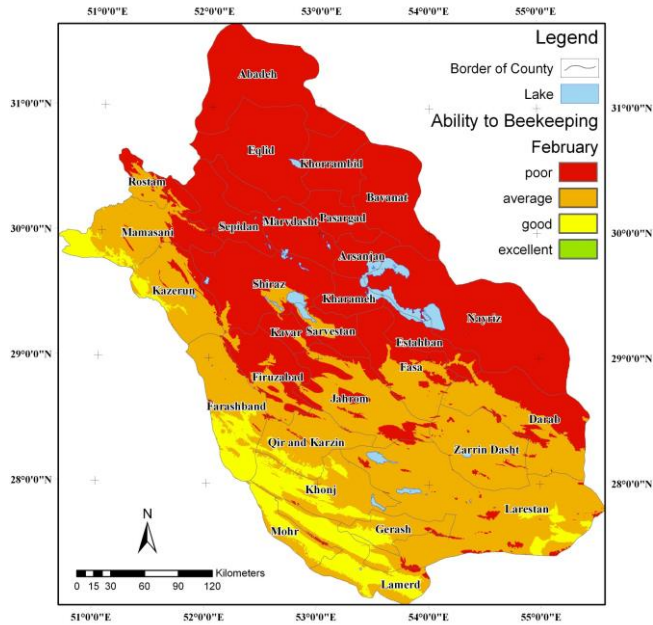 51°0'0"E 52°0'0"E 53°0'0"E 54°0'0"E 55°0'0"E
Legend
Border of County
Lake
Ability to Beekeeping
February
poor
average
good
excellent
31°0'0"N
30°0'0"N
29°0'0"N
28°0'0"N
31°0'0"N
30°0'0"N
29°0'0"N
28°0'0"N
Abadeh
Eqlid
Khorrambid
Rostam
Bavanat
Mamasani
Sepidan
Marvdasht
Pasargad
Arsanjan
Kazerun
Shiraz
Kharameh
Nayriz
Kavar
Sarvestan
Estahban
Fasa
Firuzabad
Jahrom
Farashband
Darab
Qir and Karzin
Zarrin Dasht
Khonj
Larestan
Mohr
Gerash
Lamerd
N
Kilometers
0 15 30 60 90 120
51°0'0"E 52°0'0"E 53°0'0"E 54°0'0"E 55°0'0"E